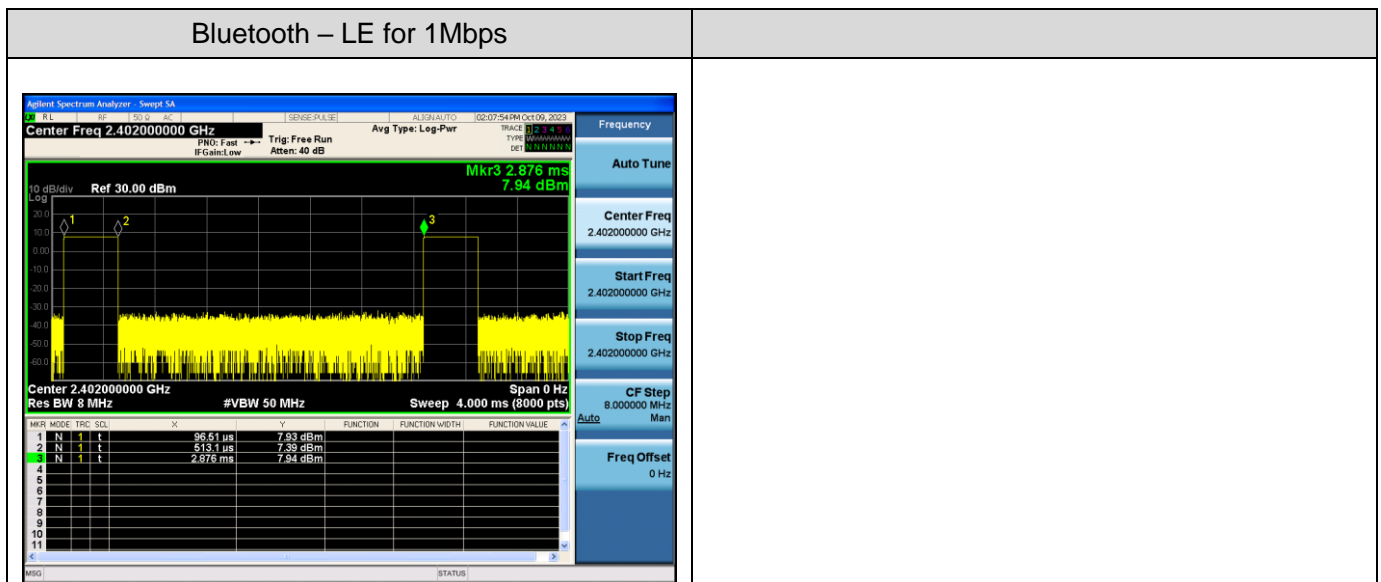 Bluetooth – LE for 1Mbps
Agilent Spectrum Analyzer - Swept SA
RL RF 50 Ω AC SENSE:PULSE ALIGNAUTO 02:07:54 PM Oct 09, 2023
Center Freq 2.402000000 GHz
PNO: Fast
IFGain:Low
Trig: Free Run
Atten: 40 dB
Avg Type: Log-Pwr
TRACE 1 2 3 4 5 6
TYPE WWWWWW
DET N N N N N N
Mkr3 2.876 ms
7.94 dBm
10 dB/div Ref 30.00 dBm
Log
20.0
10.0
0.00
-10.0
-20.0
-30.0
-40.0
-50.0
-60.0
1
2
3
Center 2.402000000 GHz Span 0 Hz
Res BW 8 MHz #VBW 50 MHz Sweep 4.000 ms (8000 pts)
MKR MODE TRC SCL X Y FUNCTION FUNCTION WIDTH FUNCTION VALUE
1 N 1 t 96.51 µs 7.93 dBm
2 N 1 t 513.1 µs 7.39 dBm
3 N 1 t 2.876 ms 7.94 dBm
4
5
6
7
8
9
10
11
MSG STATUS
Frequency
Auto Tune
Center Freq
2.402000000 GHz
Start Freq
2.402000000 GHz
Stop Freq
2.402000000 GHz
CF Step
8.000000 MHz
Auto Man
Freq Offset
0 Hz